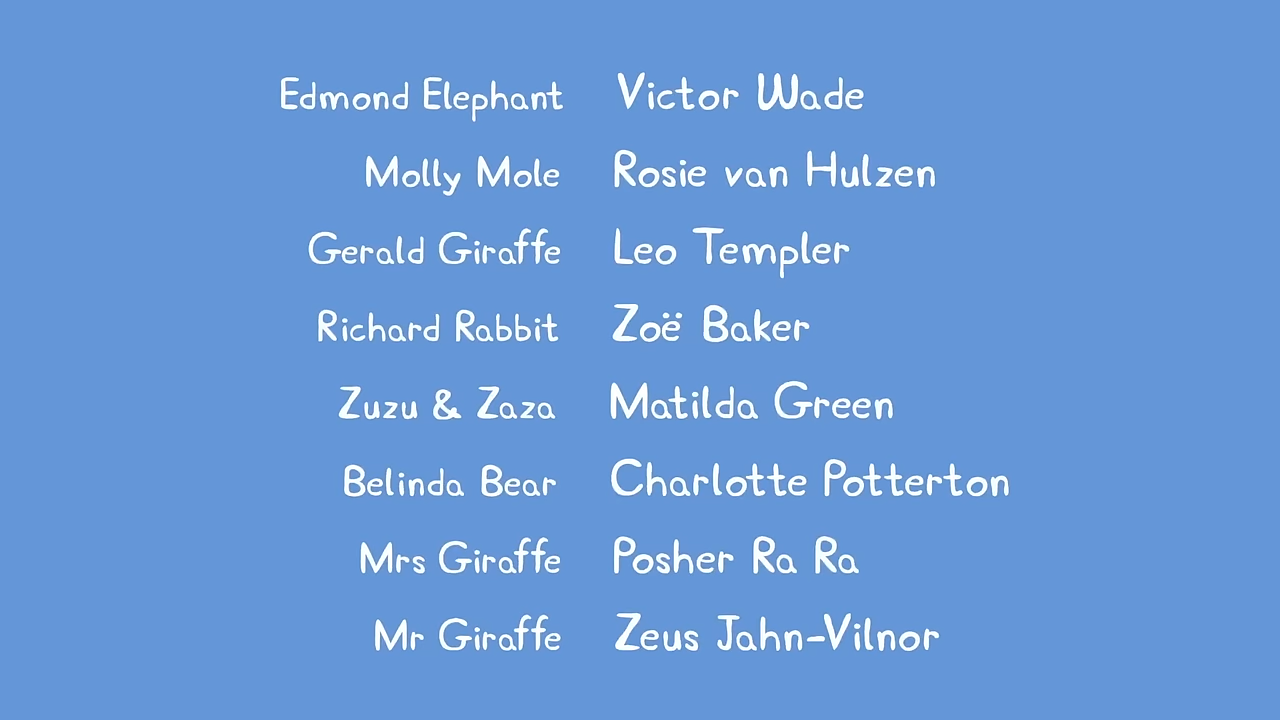 Edmond Elephant Victor Wade
Molly Mole Rosie van Hulzen
Gerald Giraffe Leo Templer
Richard Rabbit Zoë Baker
Zuzu & Zaza Matilda Green
Belinda Bear Charlotte Potterton
Mrs Giraffe Posher Ra Ra
Mr Giraffe Zeus Jahn-Vilnor